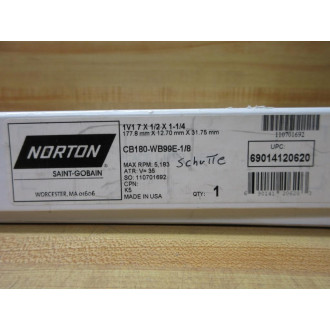 NORTON
SAINT-GOBAIN
WORCESTER, MA 01606
1V1 7 X 1/2 X 1-1/4
177.8 mm X 12.70 mm X 31.75 mm
CB180-WB99E-1/8
MAX RPM: 5,183
ATR: V= 35
SO: 110701692
CPN:
K5
MADE IN USA
Schutte
QTY: 1
110701692
UPC:
69014120620